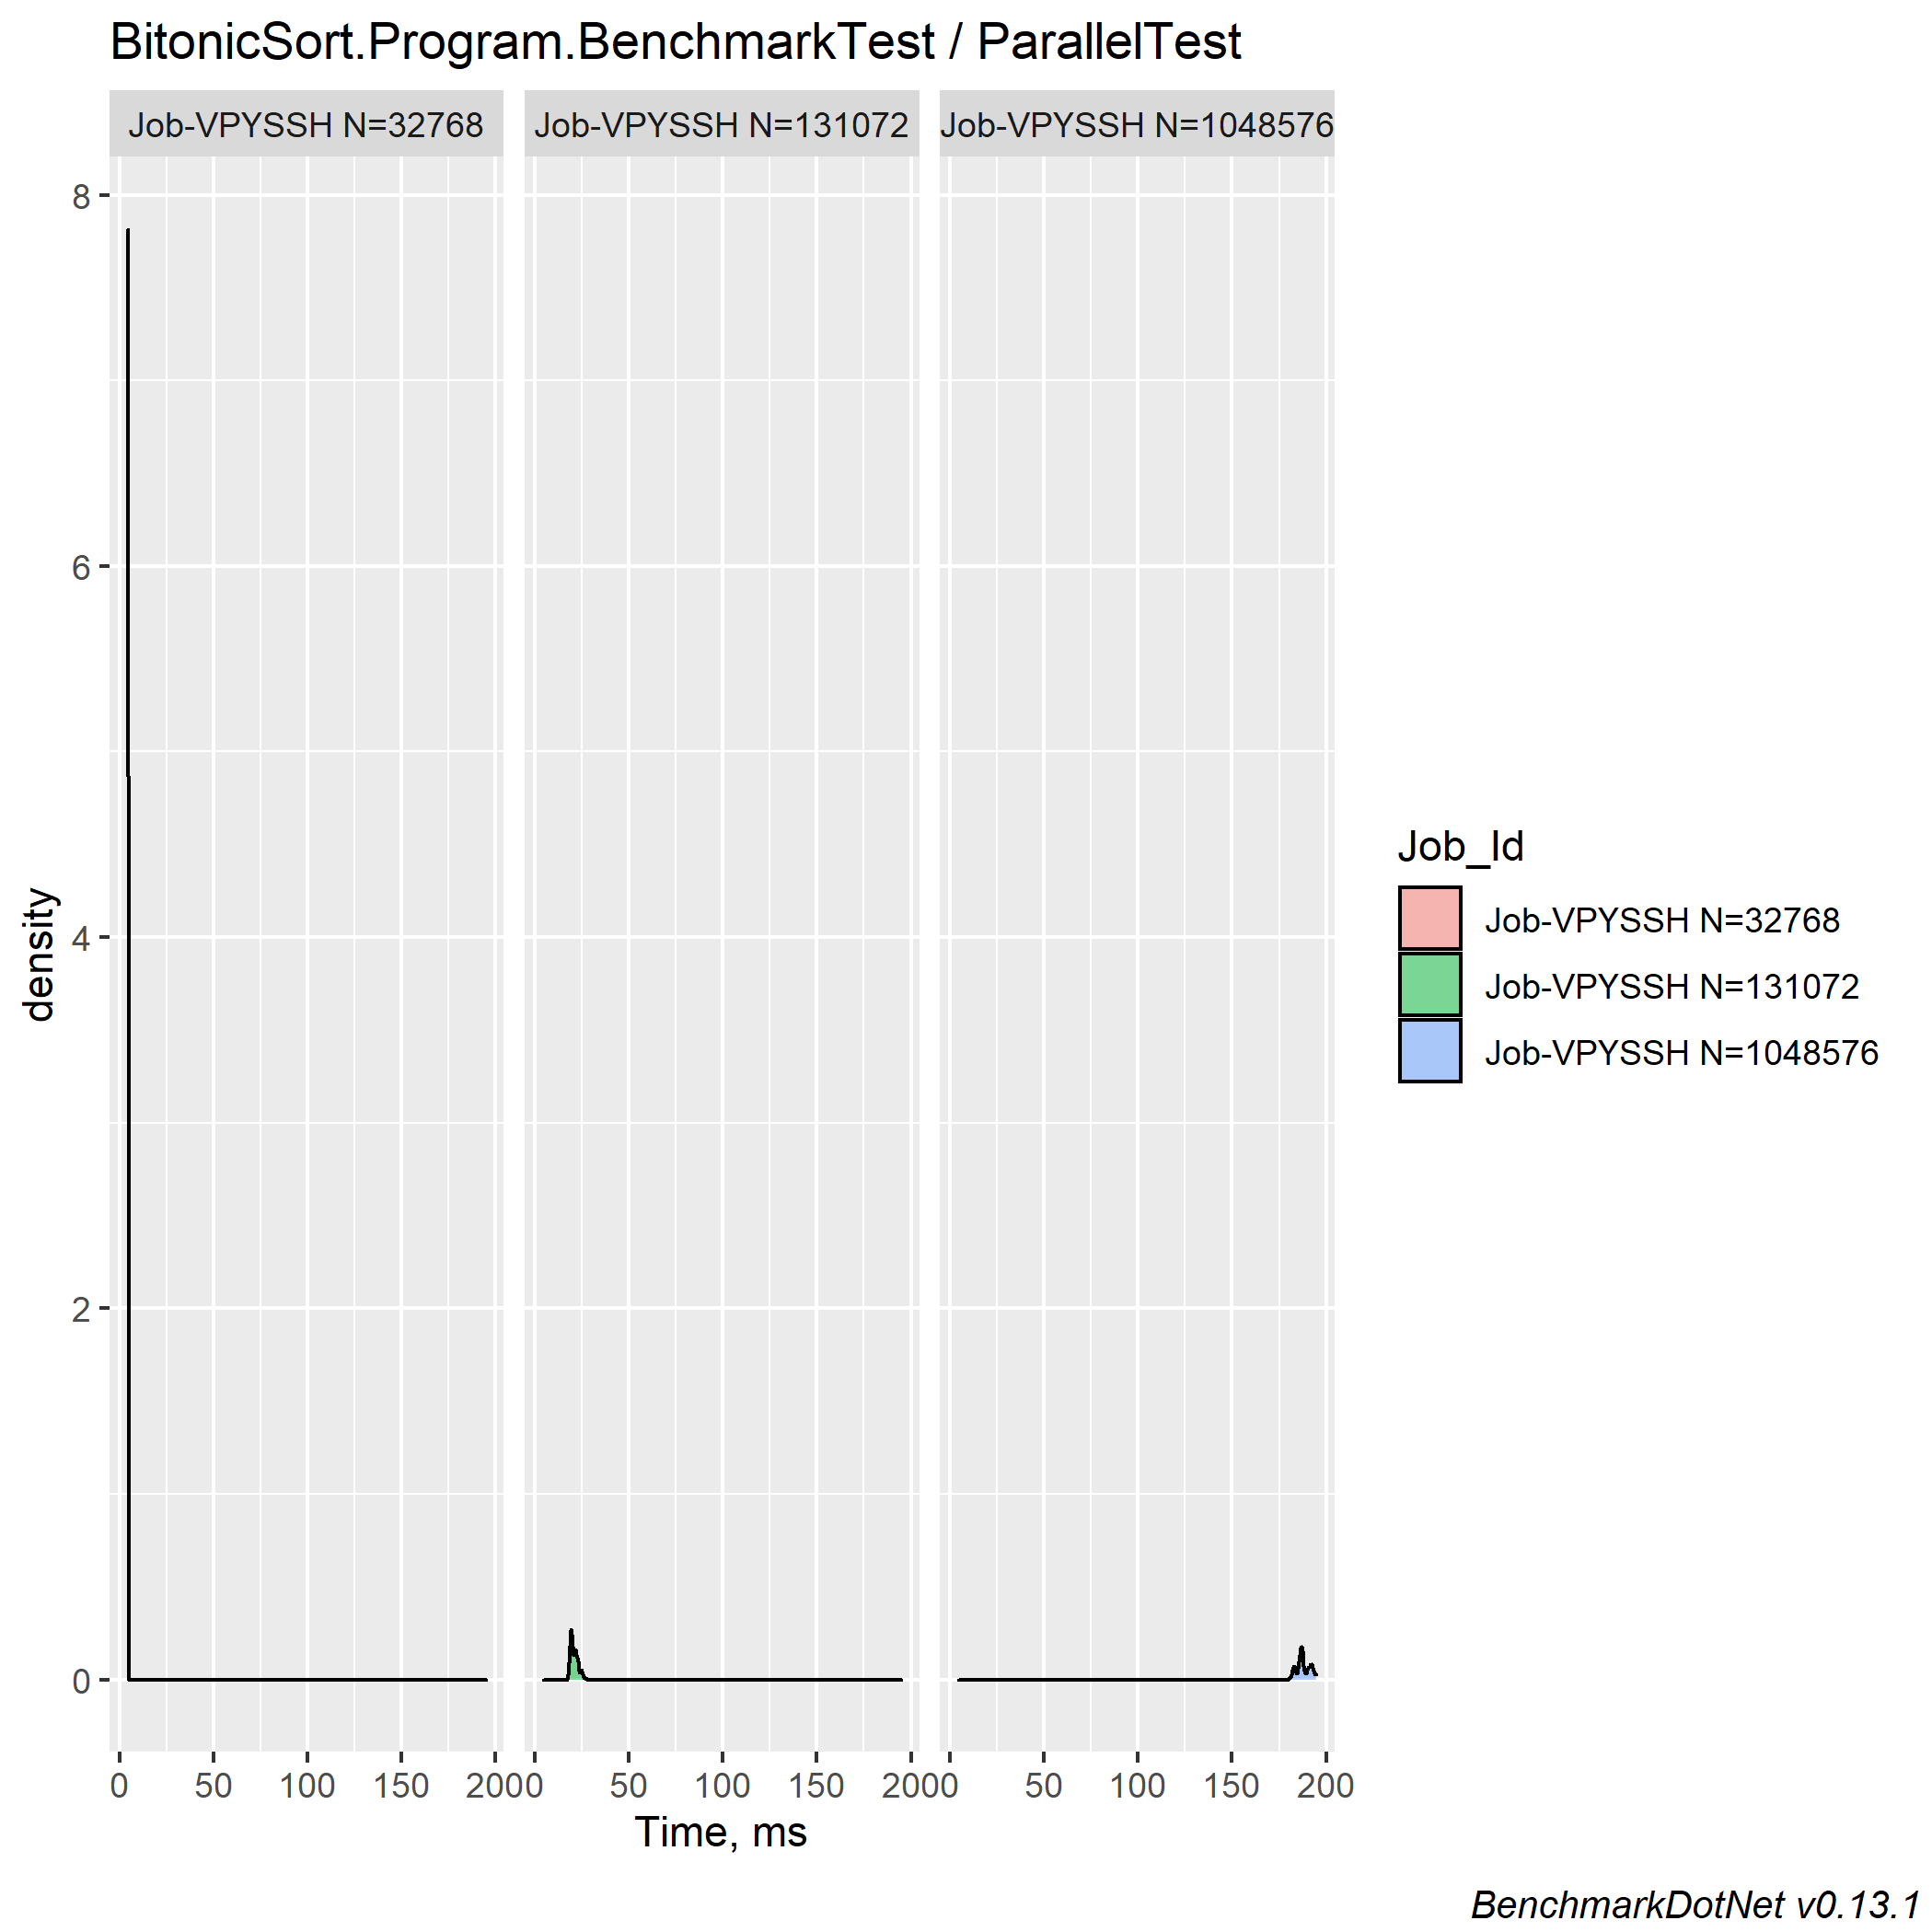 BitonicSort.Program.BenchmarkTest / ParallelTest
Job-VPYSSH N=32768
Job-VPYSSH N=131072
Job-VPYSSH N=1048576
8
6
4
2
0
density
0 50 100 150 2000 50 100 150 2000 50 100 150 200
Time, ms
Job_Id
Job-VPYSSH N=32768
Job-VPYSSH N=131072
Job-VPYSSH N=1048576
BenchmarkDotNet v0.13.1